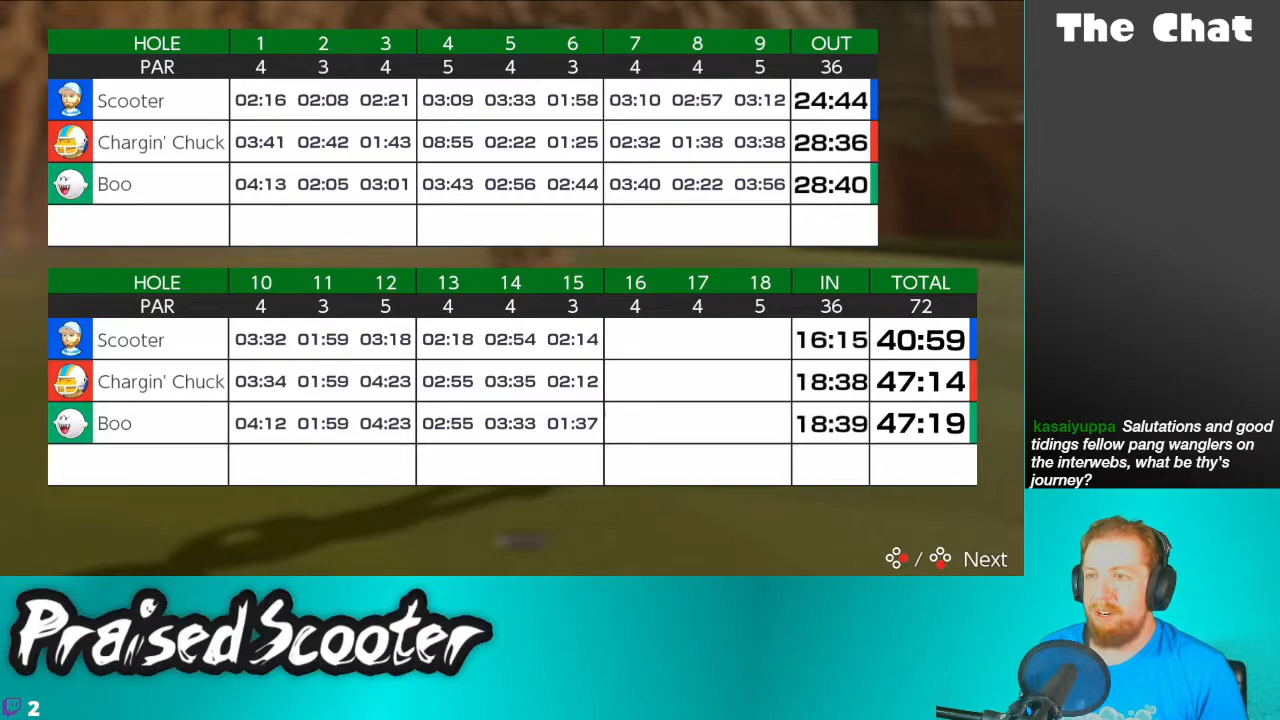 HOLE 1 2 3 4 5 6 7 8 9 OUT
PAR 4 3 4 5 4 3 4 4 5 36
Scooter 02:16 02:08 02:21 03:09 03:33 01:58 03:10 02:57 03:12 24:44
Chargin' Chuck 03:41 02:42 01:43 08:55 02:22 01:25 02:32 01:38 03:38 28:36
Boo 04:13 02:05 03:01 03:43 02:56 02:44 03:40 02:22 03:56 28:40
HOLE 10 11 12 13 14 15 16 17 18 IN TOTAL
PAR 4 3 5 4 4 3 4 4 5 36 72
Scooter 03:32 01:59 03:18 02:18 02:54 02:14 16:15 40:59
Chargin' Chuck 03:34 01:59 04:23 02:55 03:35 02:12 18:38 47:14
Boo 04:12 01:59 04:23 02:55 03:33 01:37 18:39 47:19
/ Next
The Chat
kasaiyuppa Salutations and good
tidings fellow pang wanglers on
the interwebs, what be thy's
journey?
PraisedScooter
2